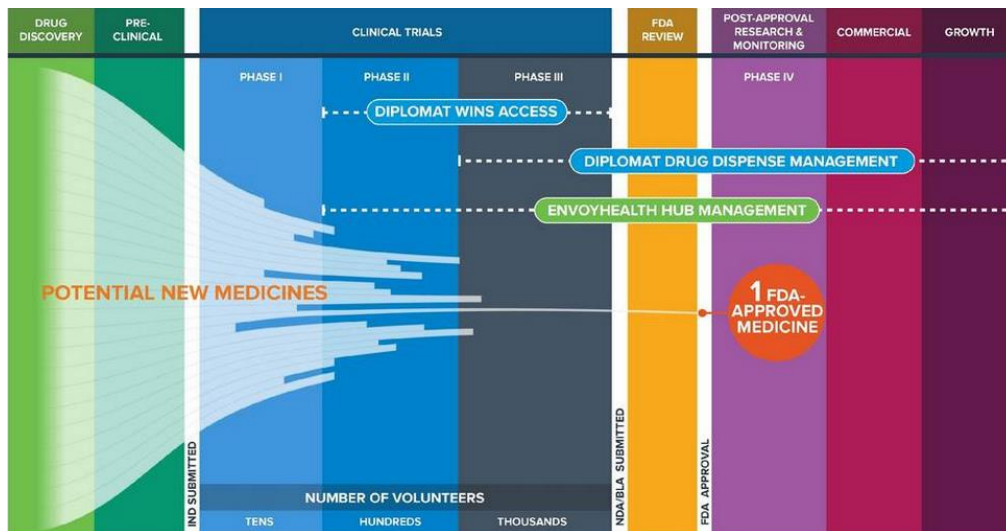 DRUG
DISCOVERY
PRE-
CLINICAL
CLINICAL TRIALS
FDA
REVIEW
POST-APPROVAL
RESEARCH &
MONITORING
COMMERCIAL
GROWTH
PHASE I
PHASE II
PHASE III
PHASE IV
DIPLOMAT WINS ACCESS
DIPLOMAT DRUG DISPENSE MANAGEMENT
ENVOYHEALTH HUB MANAGEMENT
POTENTIAL NEW MEDICINES
1 FDA-
APPROVED
MEDICINE
IND SUBMITTED
NDA/BLA SUBMITTED
FDA APPROVAL
NUMBER OF VOLUNTEERS
TENS
HUNDREDS
THOUSANDS